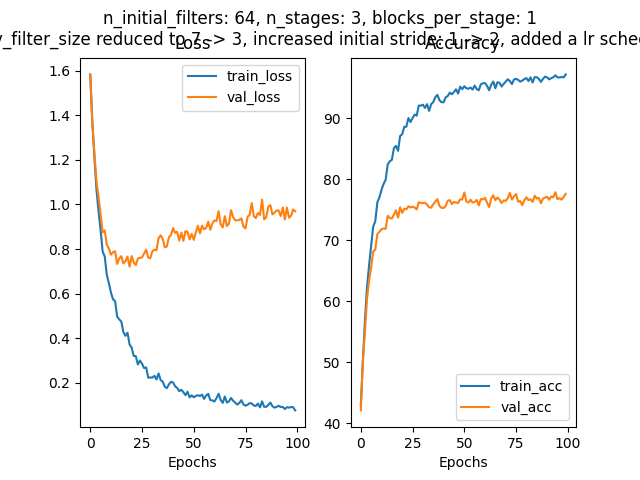 n_initial_filters: 64, n_stages: 3, blocks_per_stage: 1
y_filter_size reduced to 7 -> 3, increased initial stride: 1 -> 2, added a lr sche
Loss
Accuracy
train_loss
val_loss
1.6
1.4
1.2
1.0
0.8
0.6
0.4
0.2
0
25
50
75
100
Epochs
90
80
70
60
50
40
train_acc
val_acc
0
25
50
75
100
Epochs